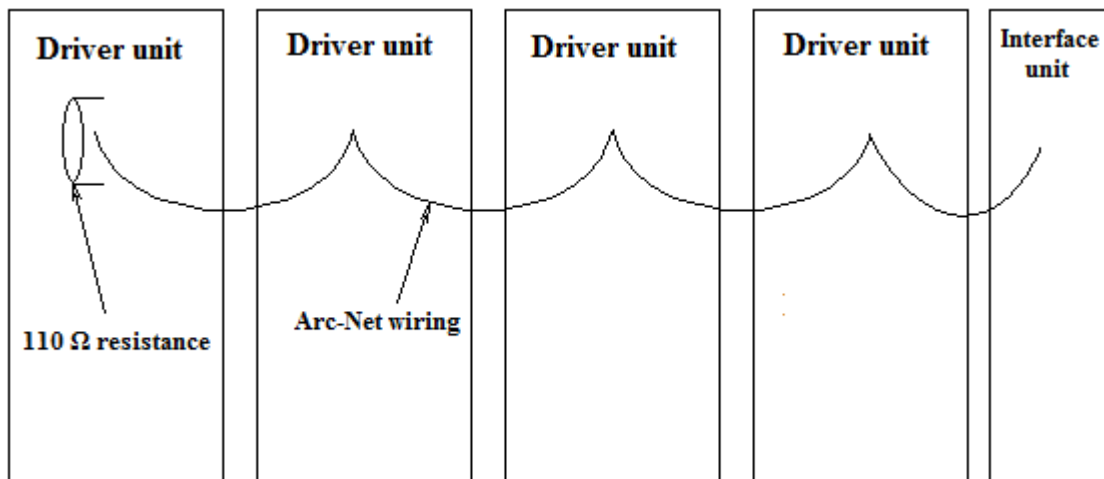 Driver unit
Driver unit
Driver unit
Driver unit
Interface
unit
110 Ω resistance
Arc-Net wiring